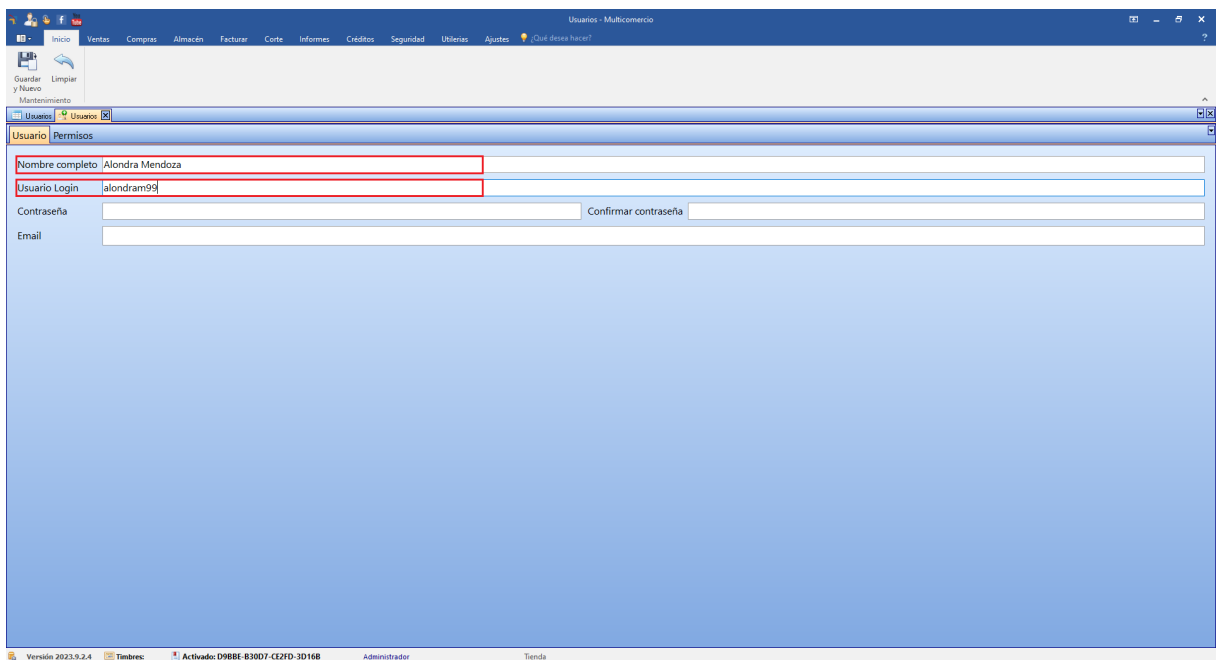 Usuarios - Multicomercio
Inicio Ventas Compras Almacén Facturar Corte Informes Créditos Seguridad Utilerias Ajustes ¿Qué desea hacer? ?
Guardar y Nuevo
Limpiar
Mantenimiento
Usuarios Usuarios
Usuario Permisos
Nombre completo Alondra Mendoza
Usuario Login alondram99
Contraseña Confirmar contraseña
Email
Versión 2023.9.2.4 Timbres: Activado: D9BBE-B30D7-CE2FD-3D16B Administrador Tienda